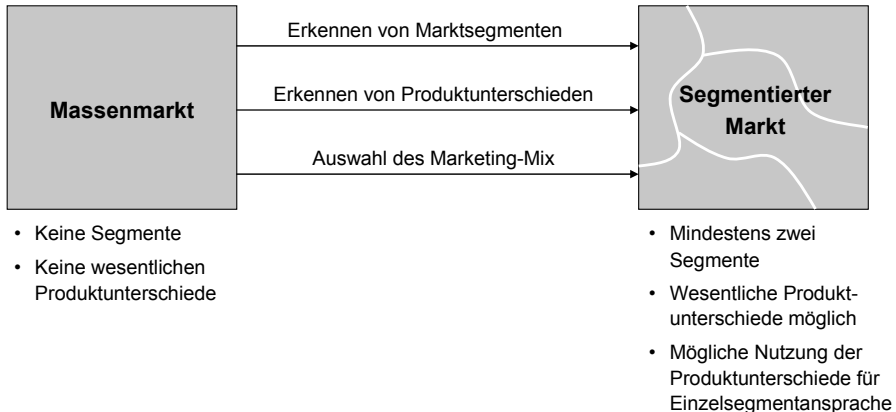 Massenmarkt
Erkennen von Marktsegmenten
Erkennen von Produktunterschieden
Auswahl des Marketing-Mix
Segmentierter
Markt
• Keine Segmente
• Keine wesentlichen
Produktunterschiede
• Mindestens zwei
Segmente
• Wesentliche Produkt-
unterschiede möglich
• Mögliche Nutzung der
Produktunterschiede für
Einzelsegmentansprache